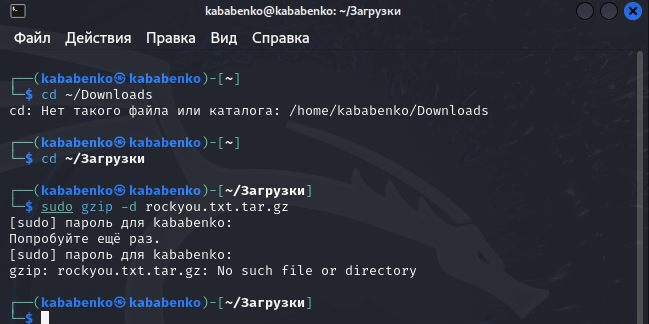 kababenko@kababenko: ~/Загрузки
Файл Действия Правка Вид Справка
┌──(kababenko㉿kababenko)-[~]
└─$ cd ~/Downloads
cd: Нет такого файла или каталога: /home/kababenko/Downloads
┌──(kababenko㉿kababenko)-[~]
└─$ cd ~/Загрузки
┌──(kababenko㉿kababenko)-[~/Загрузки]
└─$ sudo gzip -d rockyou.txt.tar.gz
[sudo] пароль для kababenko:
Попробуйте ещё раз.
[sudo] пароль для kababenko:
gzip: rockyou.txt.tar.gz: No such file or directory
┌──(kababenko㉿kababenko)-[~/Загрузки]
└─$